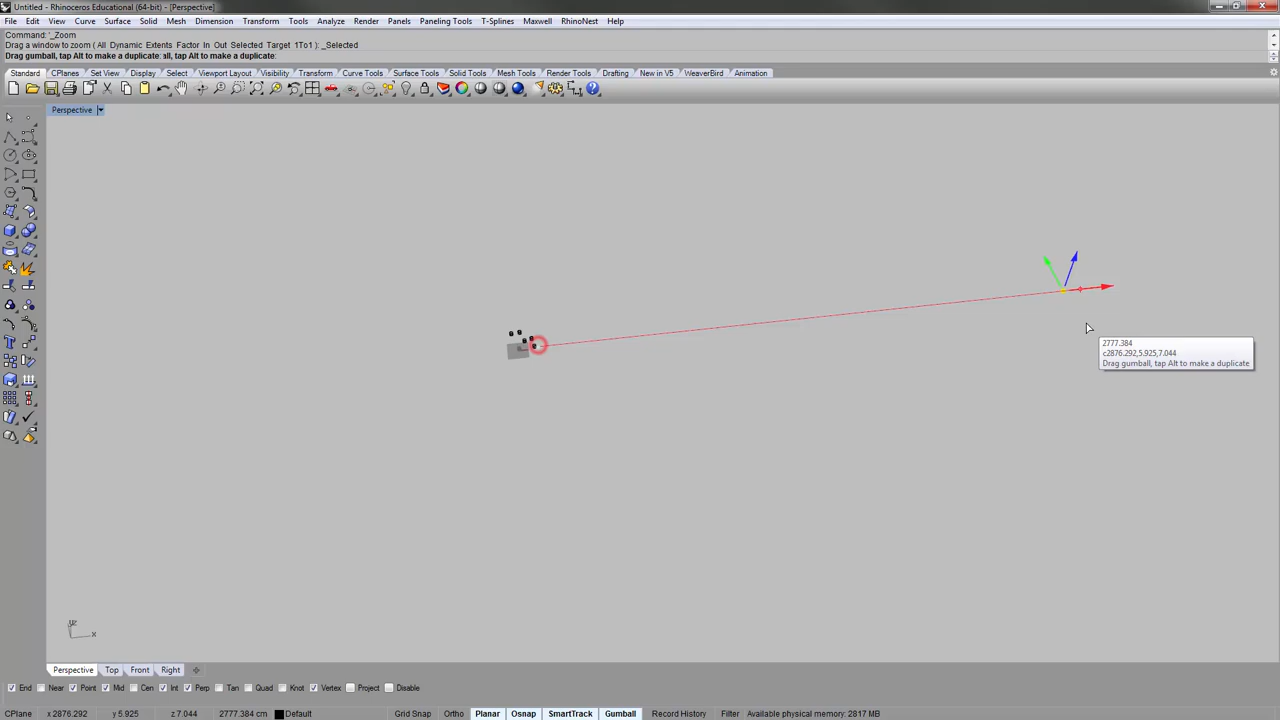 Untitled - Rhinoceros Educational (64-bit) - [Perspective]
File Edit View Curve Surface Solid Mesh Dimension Transform Tools Analyze Render Panels Paneling Tools T-Splines Maxwell RhinoNest Help
Command: '_Zoom
Drag a window to zoom ( All Dynamic Extents Factor In Out Selected Target 1To1 ): _Selected
Drag gumball, tap Alt to make a duplicate: all, tap Alt to make a duplicate:
Standard CPlanes Set View Display Select Viewport Layout Visibility Transform Curve Tools Surface Tools Solid Tools Mesh Tools Render Tools Drafting New in V5 WeaverBird Animation
Perspective
2777.384
c2876.292,5.925,7.044
Drag gumball, tap Alt to make a duplicate
x
Perspective Top Front Right
End Near Point Mid Cen Int Perp Tan Quad Knot Vertex Project Disable
CPlane x 2876.292 y 5.925 z 7.044 2777.384 cm Default Grid Snap Ortho Planar Osnap SmartTrack Gumball Record History Filter Available physical memory: 2817 MB